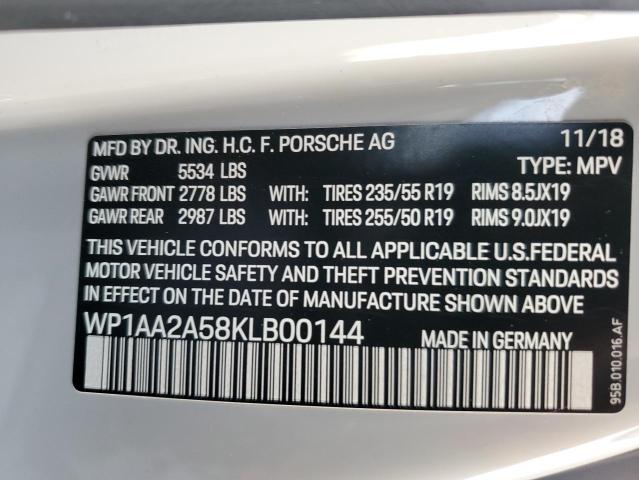 MFD BY DR. ING. H.C. F. PORSCHE AG 11/18
GVWR 5534 LBS TYPE: MPV
GAWR FRONT 2778 LBS WITH: TIRES 235/55 R19 RIMS 8.5JX19
GAWR REAR 2987 LBS WITH: TIRES 255/50 R19 RIMS 9.0JX19
THIS VEHICLE CONFORMS TO ALL APPLICABLE U.S.FEDERAL
MOTOR VEHICLE SAFETY AND THEFT PREVENTION STANDARDS
IN EFFECT ON THE DATE OF MANUFACTURE SHOWN ABOVE.
WP1AA2A58KLB00144
95B.010.016.AF